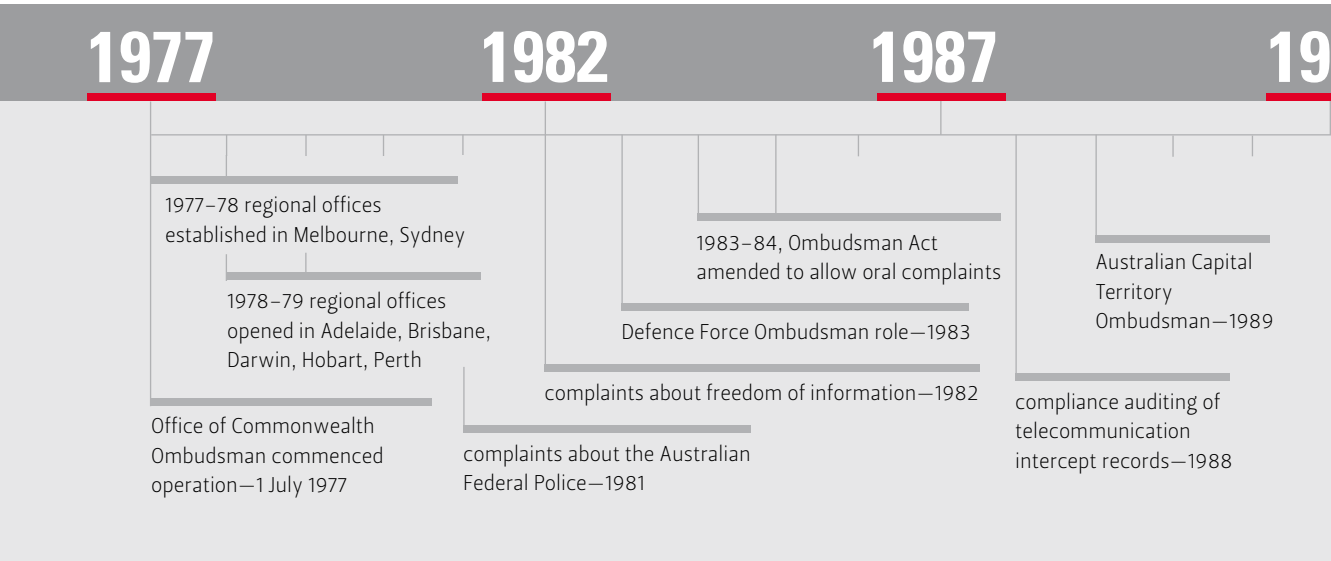 1977 1982 1987 19
1977–78 regional offices
established in Melbourne, Sydney
1978–79 regional offices
opened in Adelaide, Brisbane,
Darwin, Hobart, Perth
Office of Commonwealth
Ombudsman commenced
operation—1 July 1977
complaints about the Australian
Federal Police—1981
complaints about freedom of information—1982
Defence Force Ombudsman role—1983
1983–84, Ombudsman Act
amended to allow oral complaints
compliance auditing of
telecommunication
intercept records—1988
Australian Capital
Territory
Ombudsman—1989